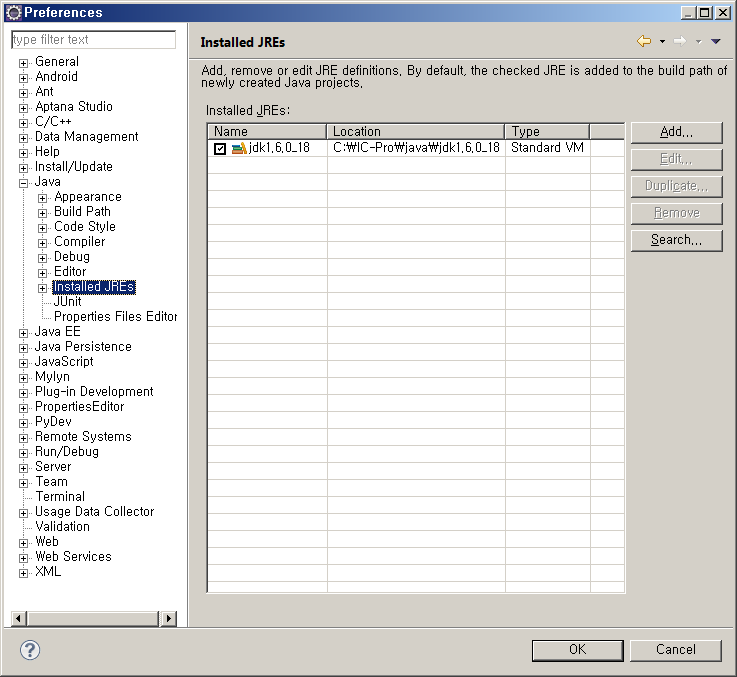 Preferences
type filter text
General
Android
Ant
Aptana Studio
C/C++
Data Management
Help
Install/Update
Java
Appearance
Build Path
Code Style
Compiler
Debug
Editor
Installed JREs
JUnit
Properties Files Editor
Java EE
Java Persistence
JavaScript
Mylyn
Plug-in Development
PropertiesEditor
PyDev
Remote Systems
Run/Debug
Server
Team
Terminal
Usage Data Collector
Validation
Web
Web Services
XML
Installed JREs
Add, remove or edit JRE definitions. By default, the checked JRE is added to the build path of
newly created Java projects.
Installed JREs:
Name Location Type
jdk1.6.0_18 C:₩IC-Pro₩java₩jdk1.6.0_18 Standard VM
Add...
Edit...
Duplicate...
Remove
Search...
?
OK Cancel